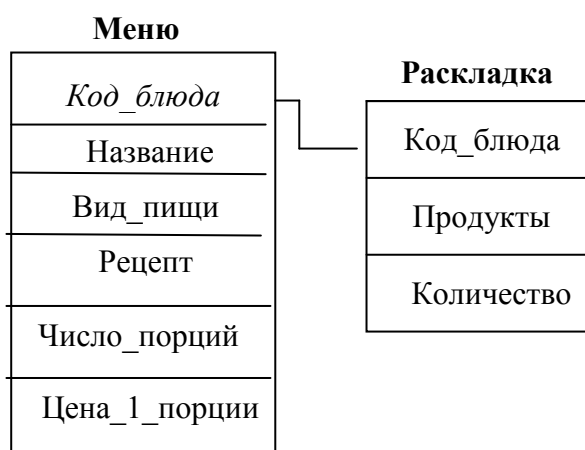 Меню
Код_блюда
Название
Вид_пищи
Рецепт
Число_порций
Цена_1_порции
Раскладка
Код_блюда
Продукты
Количество